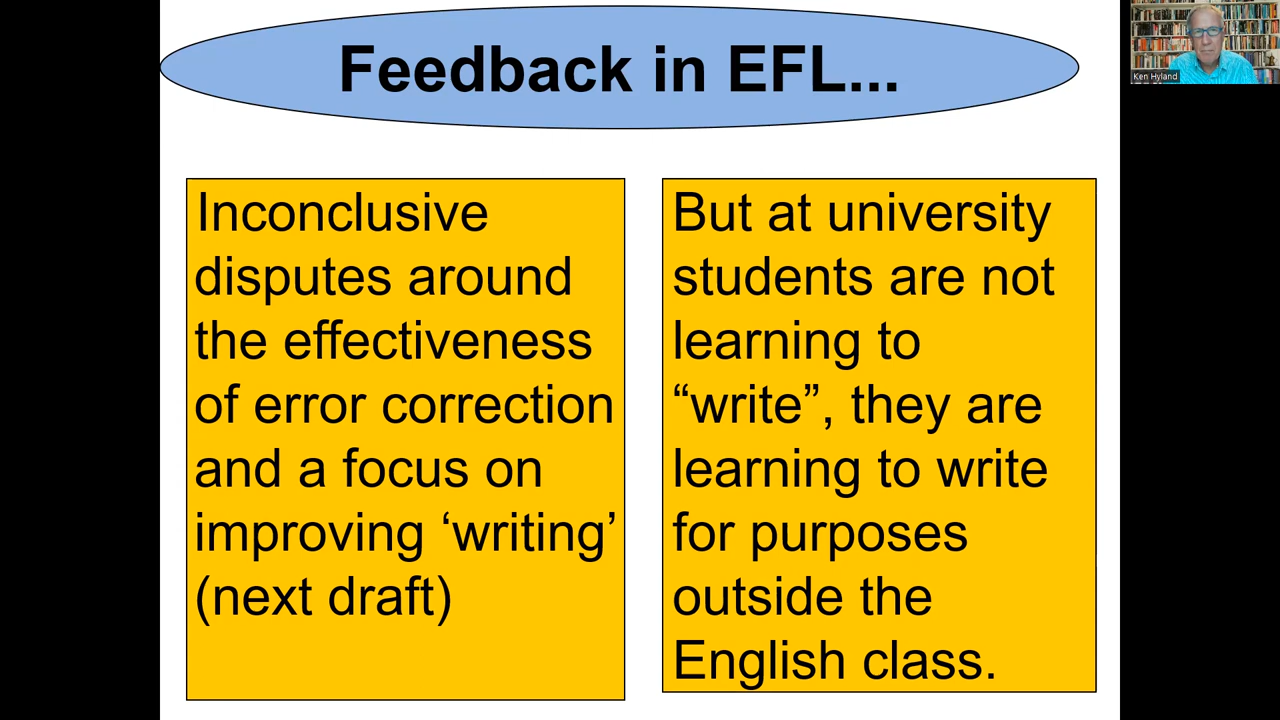 Feedback in EFL...
Ken Hyland
Inconclusive
disputes around
the effectiveness
of error correction
and a focus on
improving ‘writing’
(next draft)
But at university
students are not
learning to
“write”, they are
learning to write
for purposes
outside the
English class.